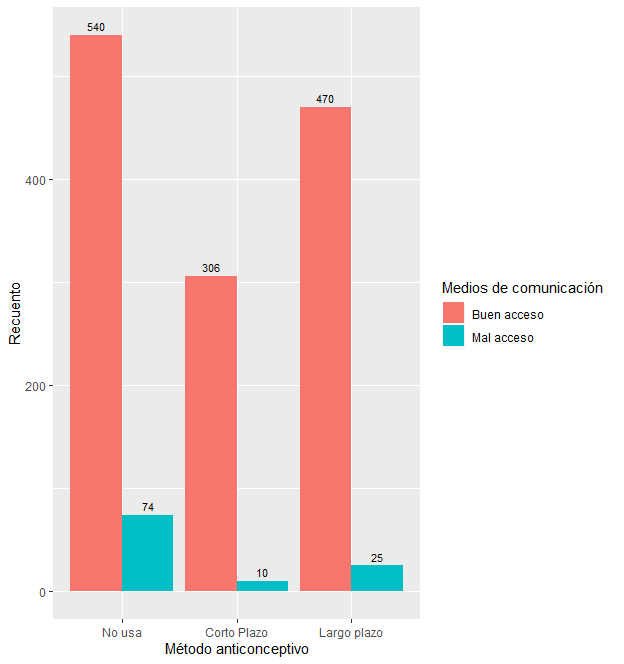 540
74
306
10
470
25
400
200
0
Recuento
No usa
Corto Plazo
Largo plazo
Método anticonceptivo
Medios de comunicación
Buen acceso
Mal acceso